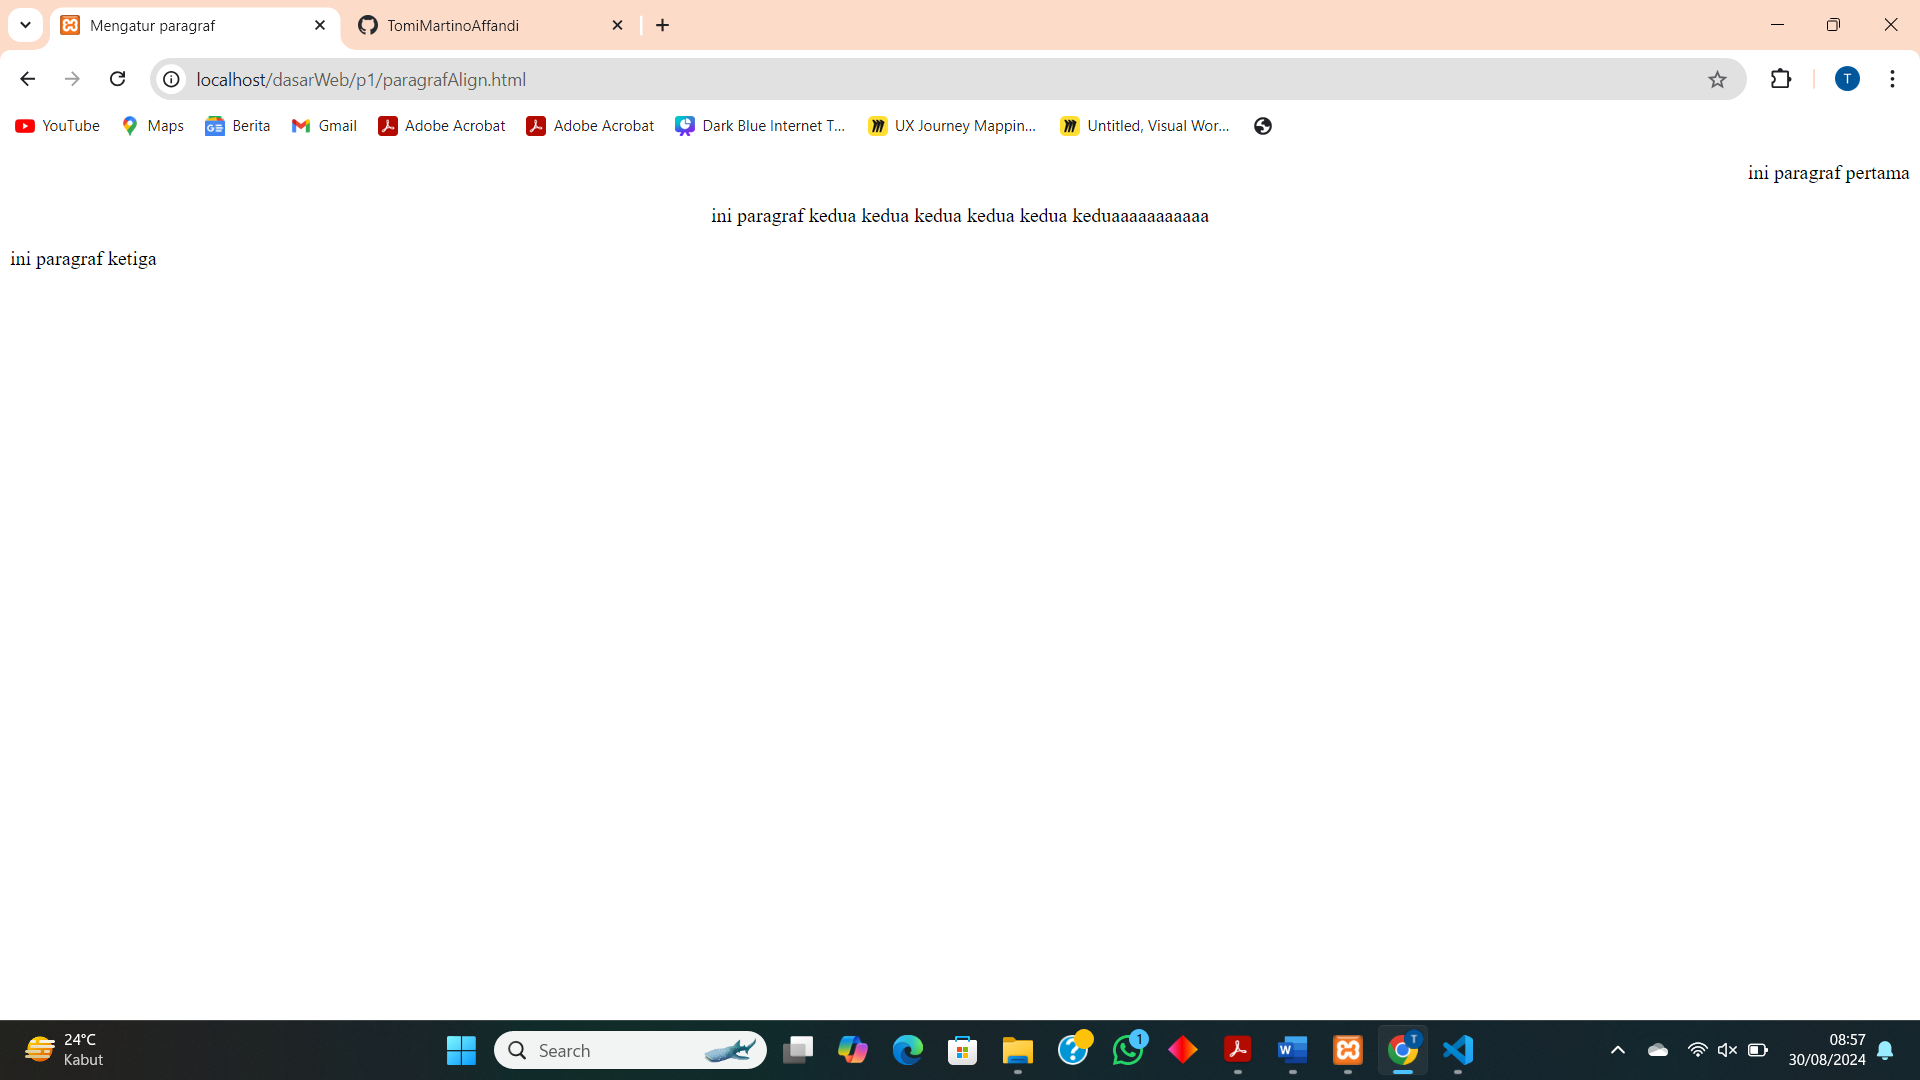 Mengatur paragraf
TomiMartinoAffandi
localhost/dasarWeb/p1/paragrafAlign.html
T
YouTube
Maps
Berita
Gmail
Adobe Acrobat
Adobe Acrobat
Dark Blue Internet T...
UX Journey Mappin...
Untitled, Visual Wor...
ini paragraf pertama
ini paragraf kedua kedua kedua kedua kedua keduaaaaaaaaaaa
ini paragraf ketiga
24°C
Kabut
Search
1
T
08:57
30/08/2024